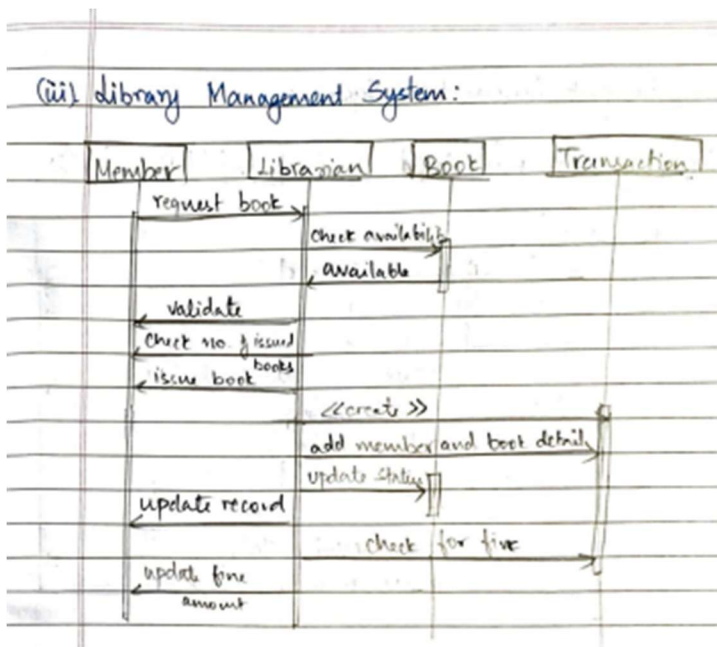 (iii) Library Management System:
Member Librarian Book Transaction
request book
check availability
available
validate
check no. of issued
books
issue book
<<create>>
add member and book detail
update status
update record
check for fine
update fine
amount